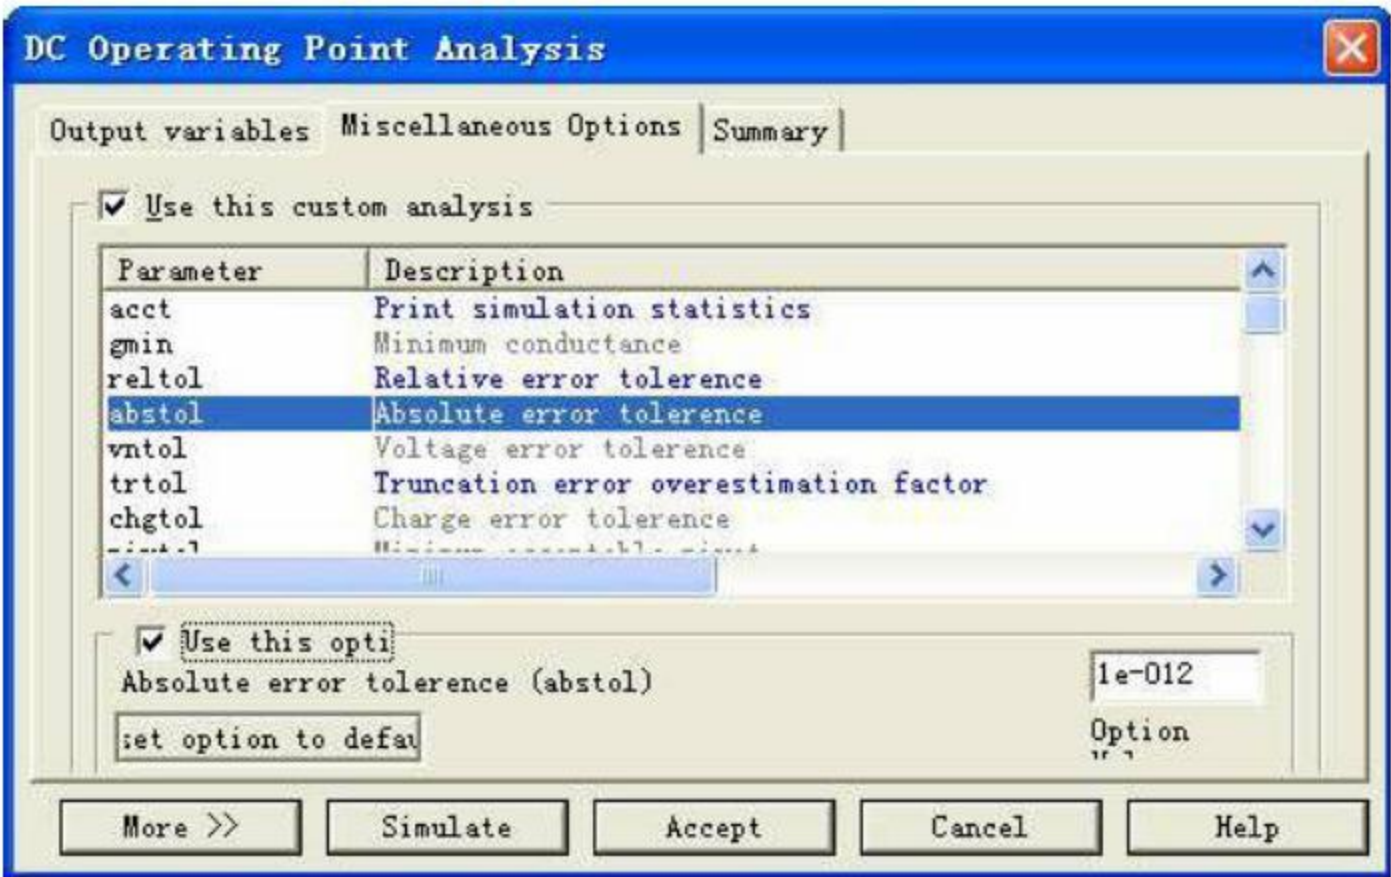 DC Operating Point Analysis
Output variables Miscellaneous Options Summary
Use this custom analysis
Parameter Description
acct Print simulation statistics
gmin Minimum conductance
reltol Relative error tolerence
abstol Absolute error tolerence
vntol Voltage error tolerence
trtol Truncation error overestimation factor
chgtol Charge error tolerence
Use this opti
Absolute error tolerence (abstol)
1e-012
set option to defau
Option
More >> Simulate Accept Cancel Help